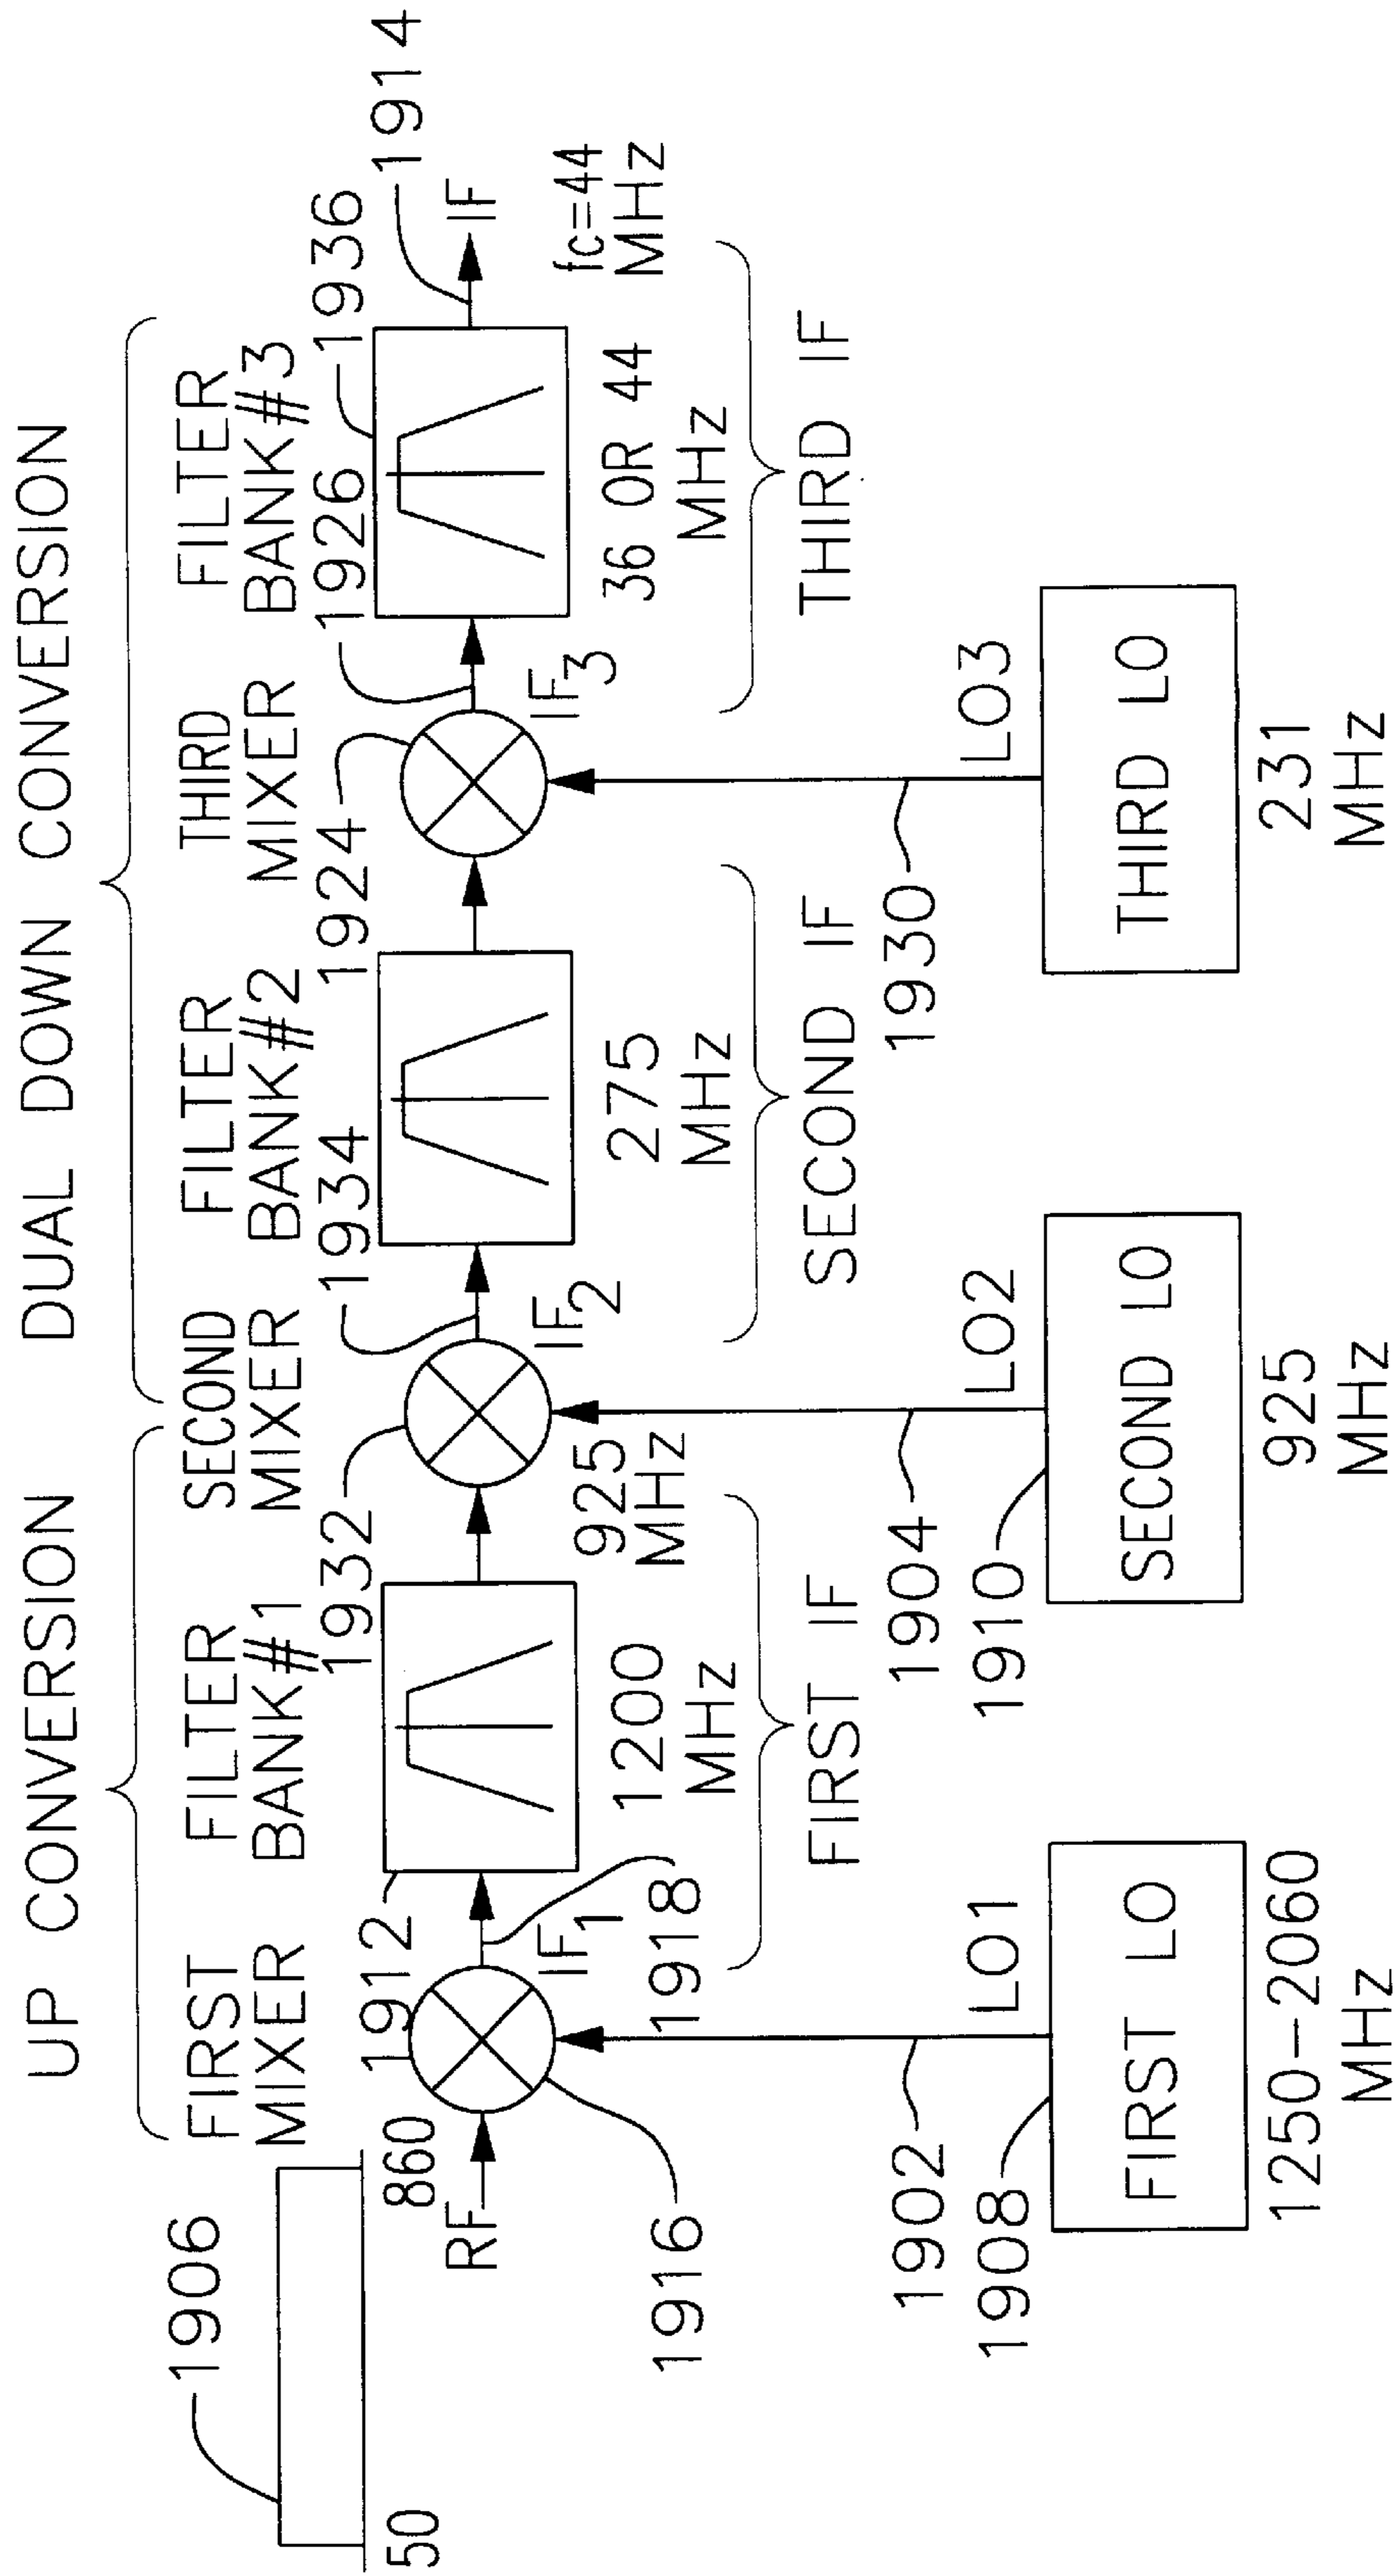 UP CONVERSION
DUAL DOWN CONVERSION
1906
50
860
FIRST
MIXER
FILTER
BANK#1
SECOND
MIXER
FILTER
BANK#2
THIRD
MIXER
FILTER
BANK#3
1912
1932
1934
1924
1926
1936
1914
RF
IF1
IF2
IF3
IF
1916
1918
1200
MHz
925
MHz
275
MHz
36 OR 44
MHz
fc=44
MHz
FIRST IF
SECOND IF
THIRD IF
1902
1908
LO1
1904
1910
LO2
1930
LO3
FIRST LO
SECOND LO
THIRD LO
1250–2060
MHz
925
MHz
231
MHz